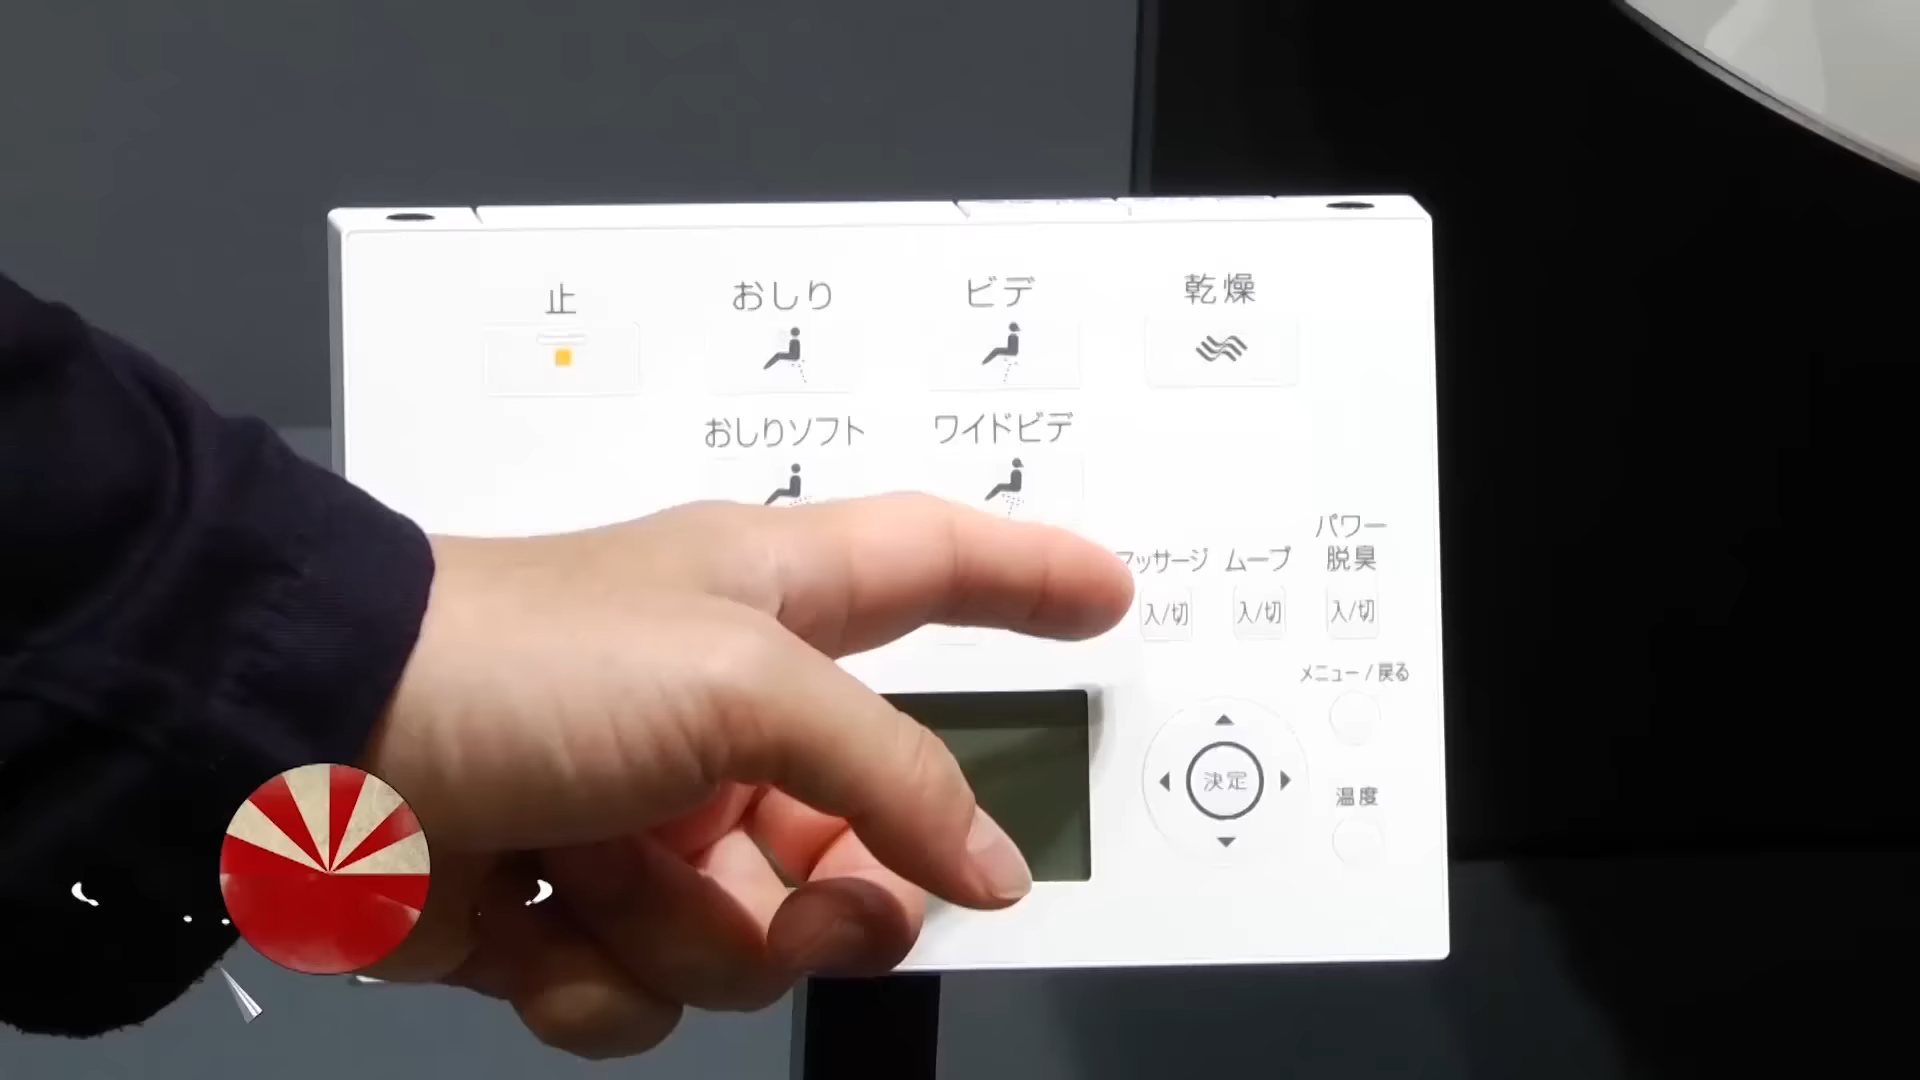 止
おしり
ビデ
乾燥
おしりソフト
ワイドビデ
マッサージ
ムーブ
パワー
脱臭
入/切
入/切
入/切
メニュー / 戻る
決定
温度